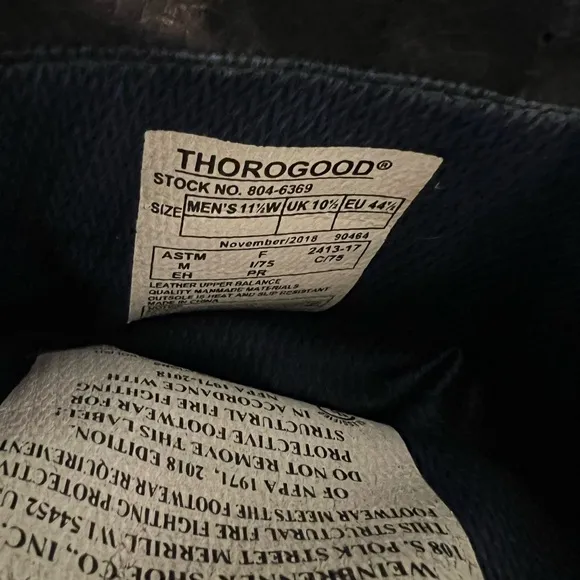 THOROGOOD®
STOCK NO. 804-6369
SIZE MEN'S 11½W UK 10½ EU 44½
November/2018 90464
ASTM F 2413-17
M I/75 C/75
EH PR
LEATHER UPPER BALANCE
QUALITY MANMADE MATERIALS
OUTSOLE IS HEAT AND SLIP RESISTANT
MADE IN CHINA
WEINBRENNER SHOE CO., INC.
108 S. POLK STREET MERRILL WI 54452 U
THIS STRUCTURAL FIRE FIGHTING PROTECTIVE
FOOTWEAR MEETS THE FOOTWEAR REQUIREMENT
OF NFPA 1971, 2018 EDITION.
DO NOT REMOVE THIS LABEL!
PROTECTIVE FOOTWEAR FOR
STRUCTURAL FIRE FIGHTING
IN ACCORDANCE WITH
NFPA 1971-2018